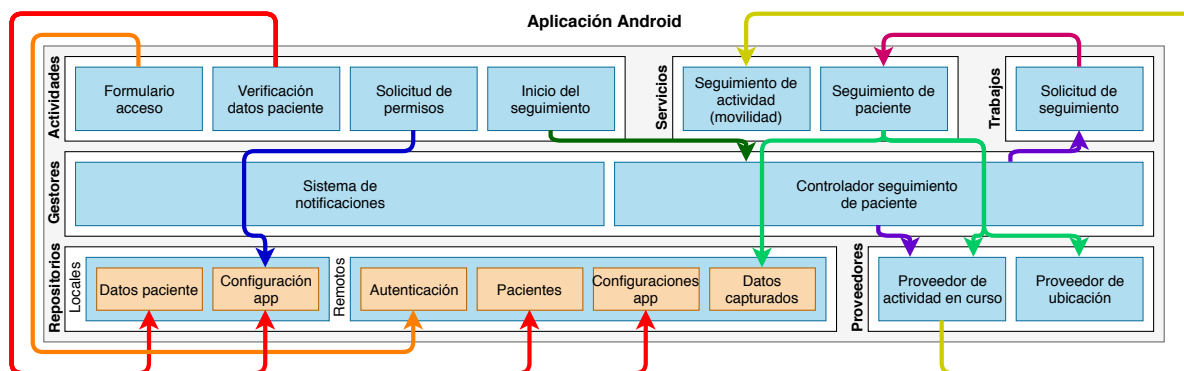 Aplicación Android
Actividades
Formulario
acceso
Verificación
datos paciente
Solicitud de
permisos
Inicio del
seguimiento
Servicios
Seguimiento de
actividad
(movilidad)
Seguimiento de
paciente
Trabajos
Solicitud de
seguimiento
Gestores
Sistema de
notificaciones
Controlador seguimiento
de paciente
Repositorios
Locales
Datos paciente
Configuración
app
Remotos
Autenticación
Pacientes
Configuraciones
app
Datos
capturados
Proveedores
Proveedor de
actividad en curso
Proveedor de
ubicación